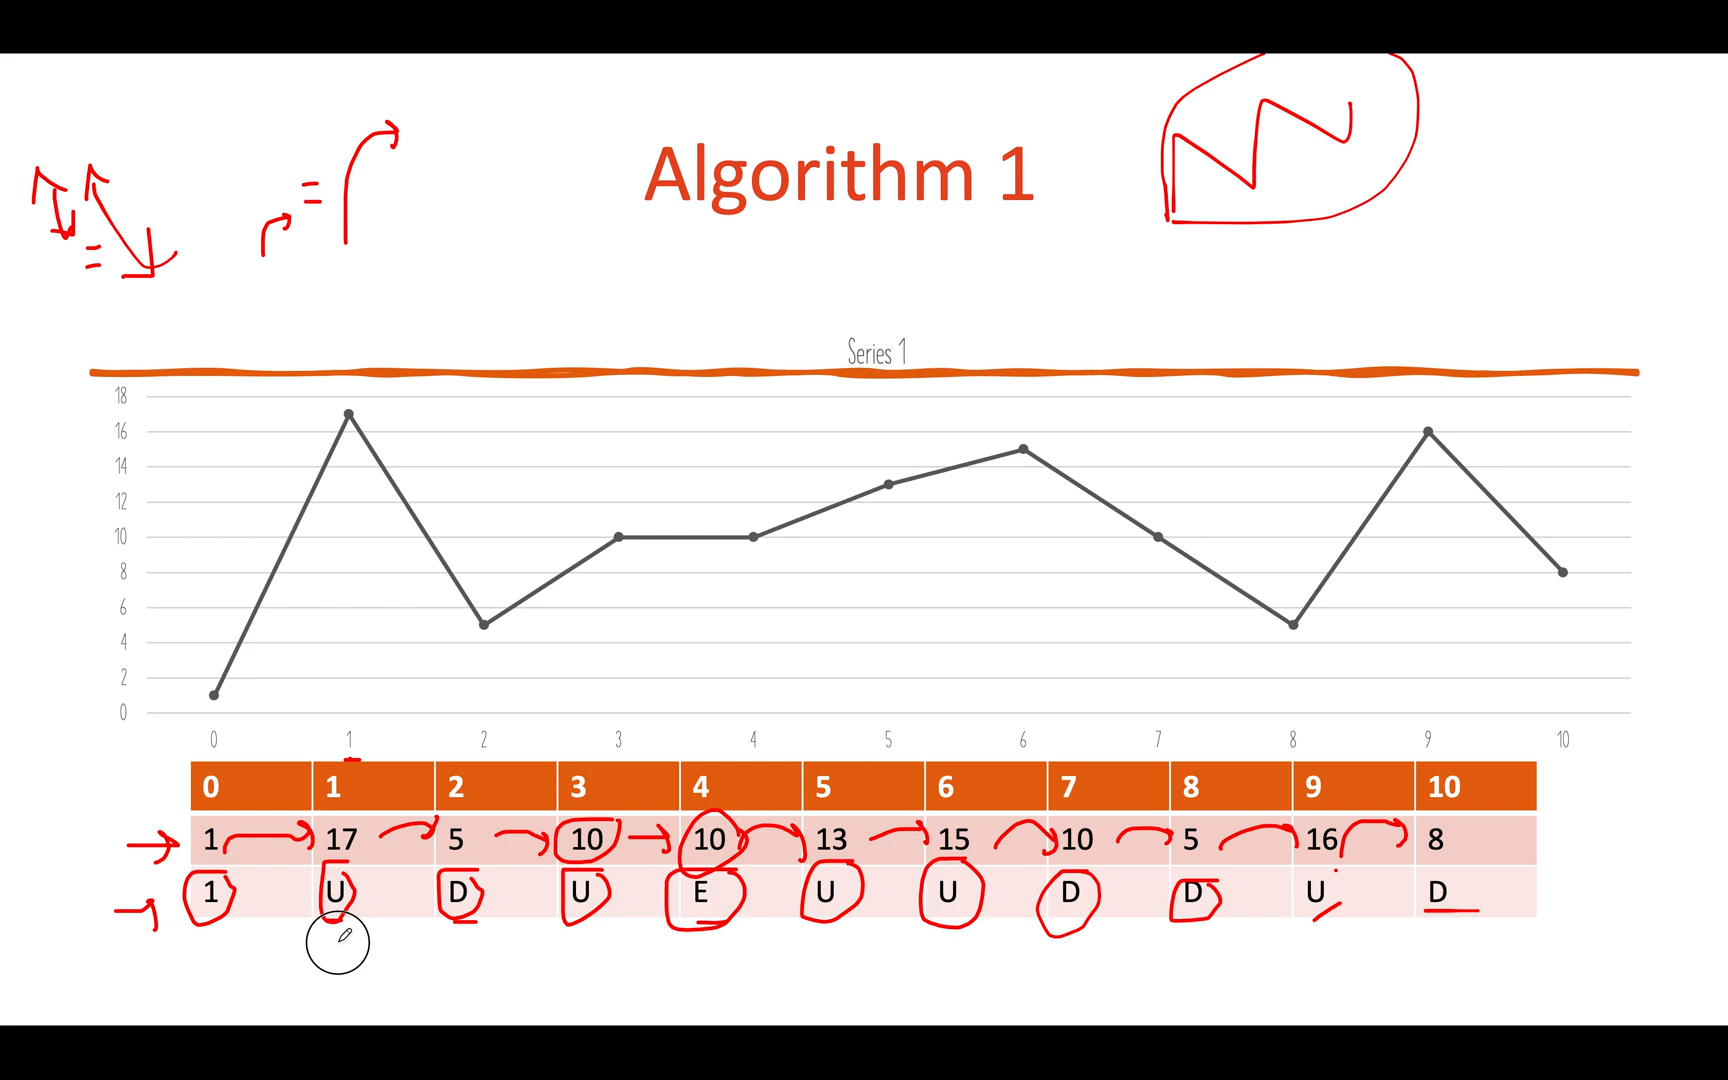 Algorithm 1
=
=
Series 1
18
16
14
12
10
8
6
4
2
0
0 1 2 3 4 5 6 7 8 9 10
0 1 2 3 4 5 6 7 8 9 10
1 17 5 10 10 13 15 10 5 16 8
1 U D U E U U D D U D